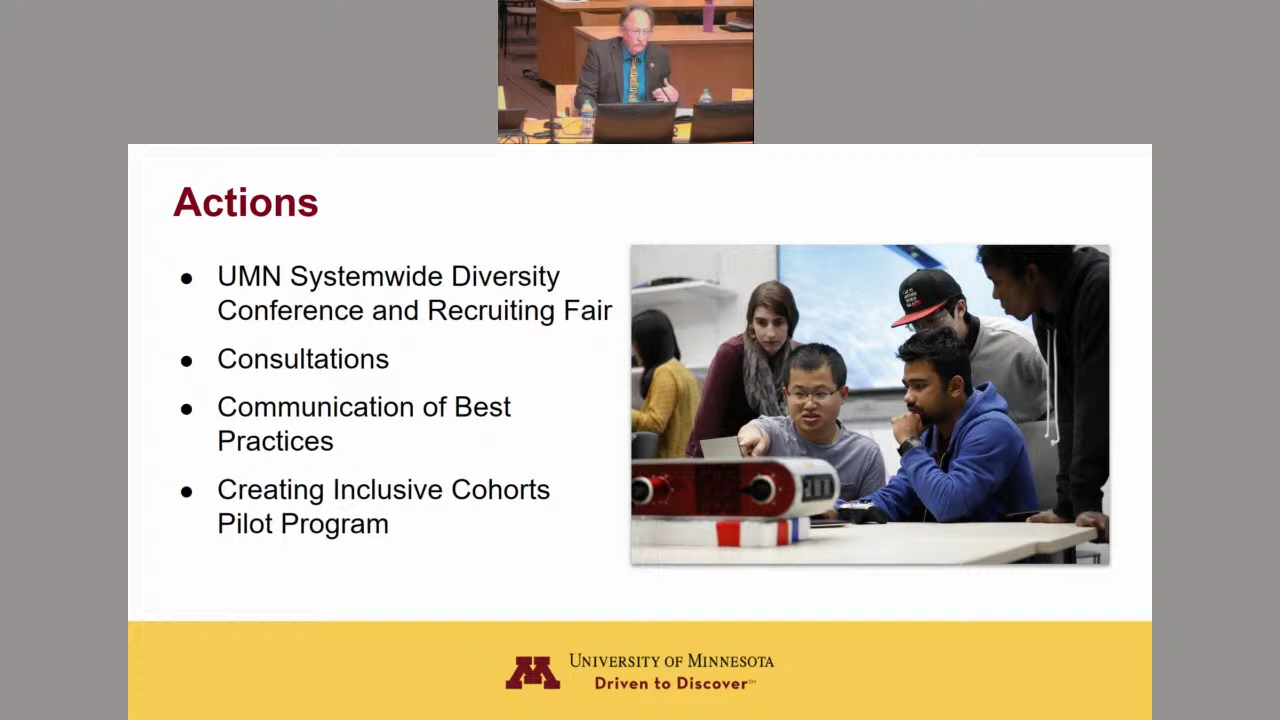 Actions
● UMN Systemwide Diversity
Conference and Recruiting Fair
● Consultations
● Communication of Best
Practices
● Creating Inclusive Cohorts
Pilot Program
M UNIVERSITY OF MINNESOTA
Driven to Discover℠